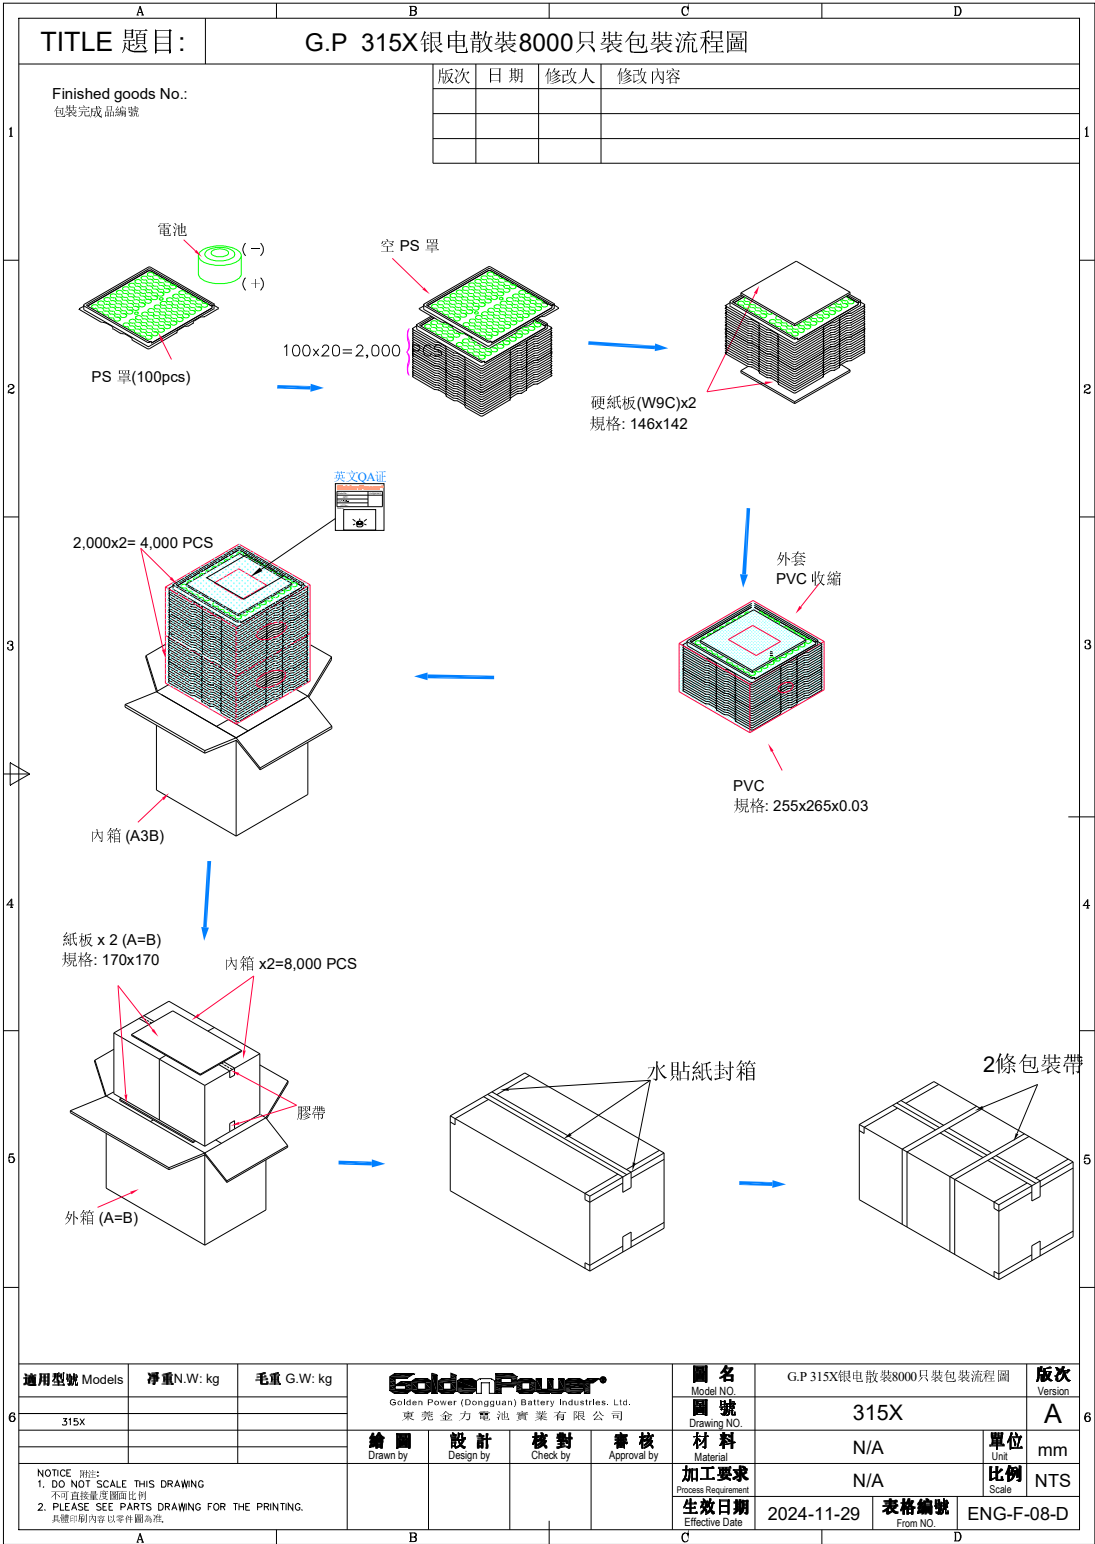 A B C D
TITLE 題目: G.P 315X银电散裝8000只裝包裝流程圖
版次 日期 修改人 修改內容
Finished goods No.:
包裝完成品編號
1 1
電池
(-)
(+)
PS 罩(100pcs)
空 PS 罩
100x20=2,000 PCS
硬紙板(W9C)x2
規格: 146x142
2 2
英文QA证
GoldenPower
2,000x2= 4,000 PCS
外套
PVC 收縮
3 3
PVC
規格: 255x265x0.03
內箱 (A3B)
4 4
紙板 x 2 (A=B)
規格: 170x170
內箱 x2=8,000 PCS
膠帶
外箱 (A=B)
水貼紙封箱
2條包裝帶
5 5
適用型號 Models 淨重N.W: kg 毛重 G.W: kg
315X
GoldenPower
Golden Power (Dongguan) Battery Industries. Ltd.
東莞金力電池實業有限公司
繪圖 設計 核對 審核
Drawn by Design by Check by Approval by
圖名 G.P 315X银电散裝8000只裝包裝流程圖 版次
Model NO. Version
圖號 315X A
Drawing NO.
材料 N/A 單位 mm
Material Unit
加工要求 N/A 比例 NTS
Process Requirement Scale
生效日期 2024-11-29 表格編號 ENG-F-08-D
Effective Date From NO.
6 6
NOTICE 附注:
1. DO NOT SCALE THIS DRAWING
不可直接量度圖面比例
2. PLEASE SEE PARTS DRAWING FOR THE PRINTING.
具體印刷內容以零件圖為准.
A B C D